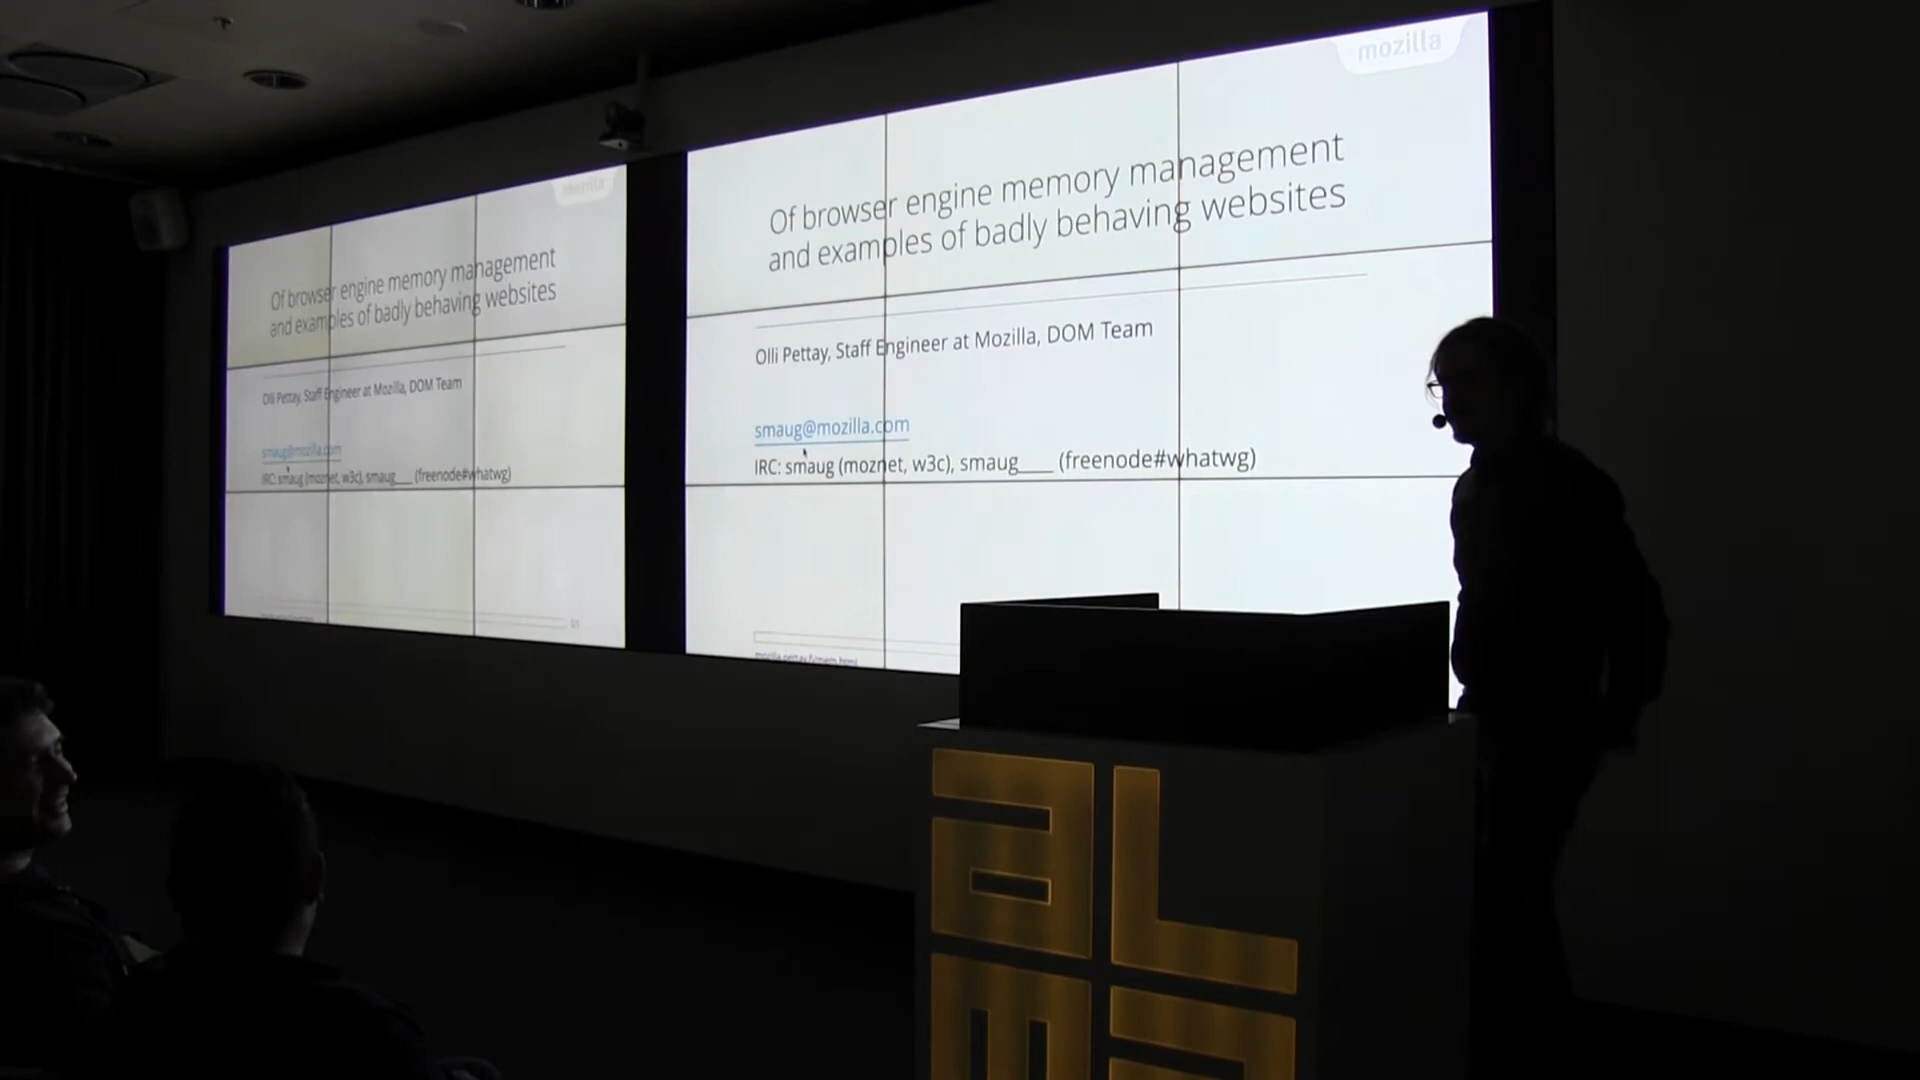 mozilla
Of browser engine memory management
and examples of badly behaving websites
Olli Pettay, Staff Engineer at Mozilla, DOM Team
smaug@mozilla.com
IRC: smaug (moznet, w3c), smaug___ (freenode#whatwg)
mozilla
Of browser engine memory management
and examples of badly behaving websites
Olli Pettay, Staff Engineer at Mozilla, DOM Team
smaug@mozilla.com
IRC: smaug (moznet, w3c), smaug___ (freenode#whatwg)
aL